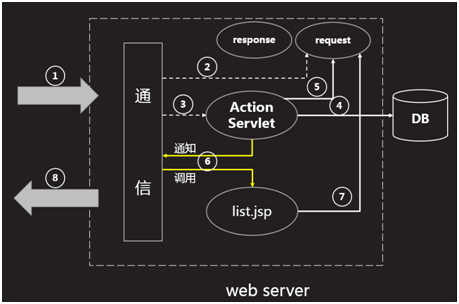 response
request
①
②
通
⑤
③
Action
Servlet
④
DB
通知
⑥
调用
⑧
信
list.jsp
⑦
web server